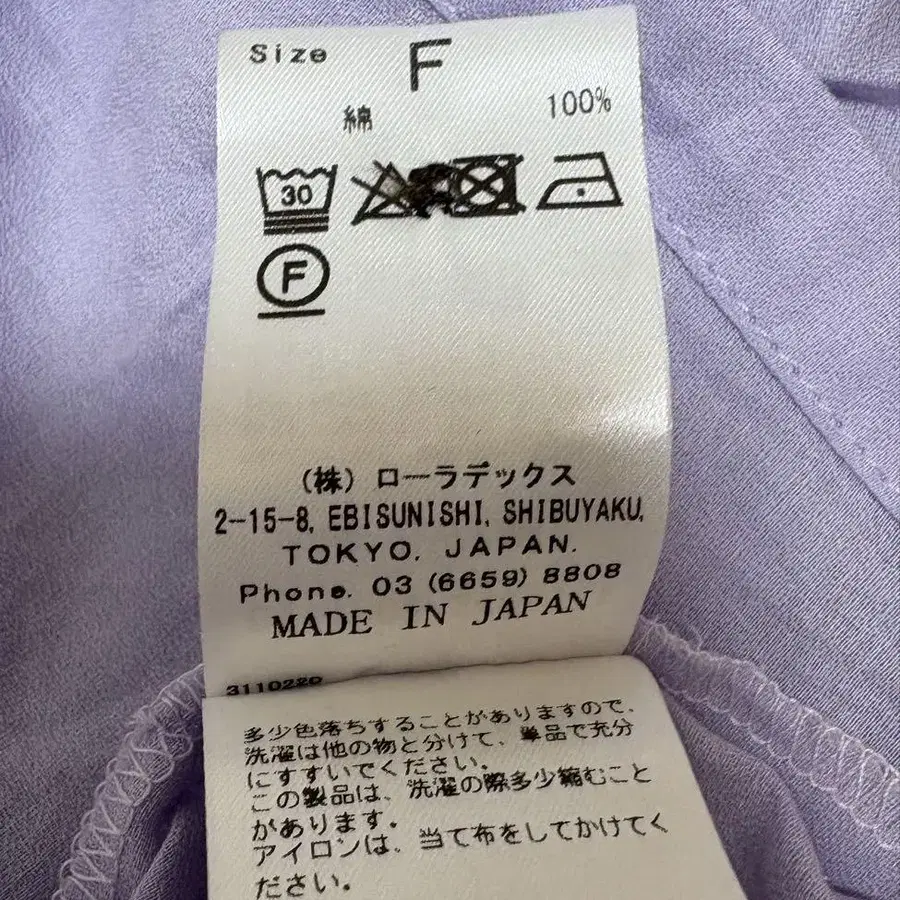 Size F
綿 100%
30
F
(株) ローラデックス
2-15-8, EBISUNISHI, SHIBUYAKU,
TOKYO, JAPAN.
Phone. 03 (6659) 8808
MADE IN JAPAN
3110220
多少色落ちすることがありますので、
洗濯は他の物と分けて、単品で充分
にすすいでください。
この製品は、洗濯の際多少縮むこと
があります。
アイロンは、当て布をしてかけてく
ださい。